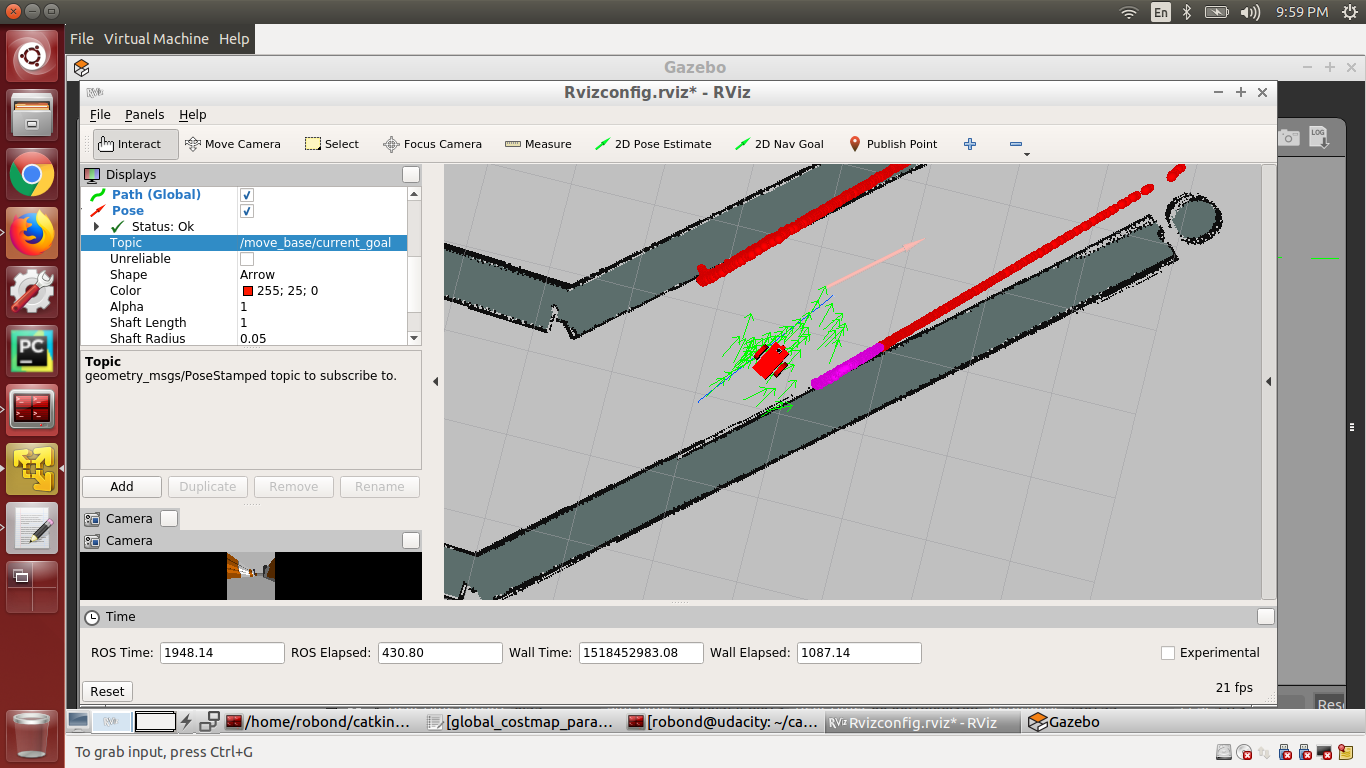 En
9:59 PM
File Virtual Machine Help
Gazebo
RViz
Rvizconfig.rviz* - RViz
File Panels Help
Interact Move Camera Select Focus Camera Measure 2D Pose Estimate 2D Nav Goal Publish Point
LOG
Displays
Path (Global)
Pose
Status: Ok
Topic /move_base/current_goal
Unreliable
Shape Arrow
Color 255; 25; 0
Alpha 1
Shaft Length 1
Shaft Radius 0.05
Topic
geometry_msgs/PoseStamped topic to subscribe to.
Add Duplicate Remove Rename
Camera
Camera
PC
Time
ROS Time: 1948.14 ROS Elapsed: 430.80 Wall Time: 1518452983.08 Wall Elapsed: 1087.14 Experimental
Reset 21 fps
/home/robond/catkin... [global_costmap_para... [robond@udacity: ~/ca... RViz Rvizconfig.rviz* - RViz Gazebo
To grab input, press Ctrl+G